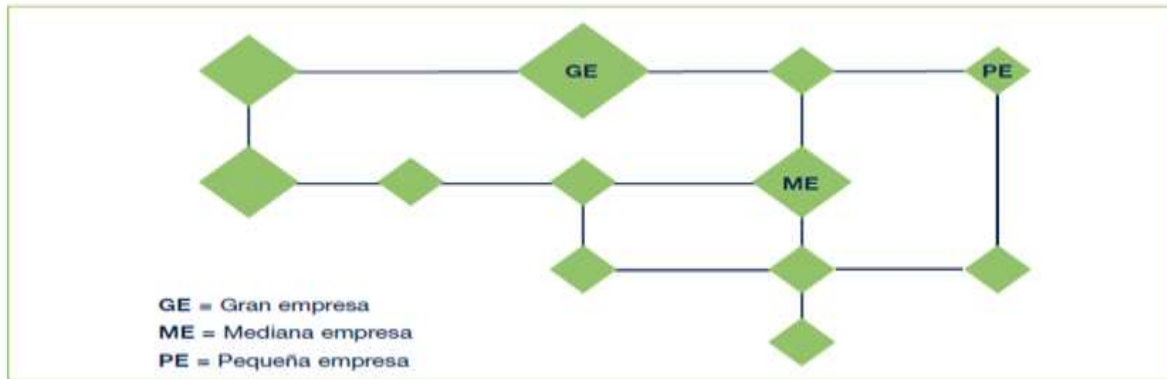 GE
PE
ME
GE = Gran empresa
ME = Mediana empresa
PE = Pequeña empresa